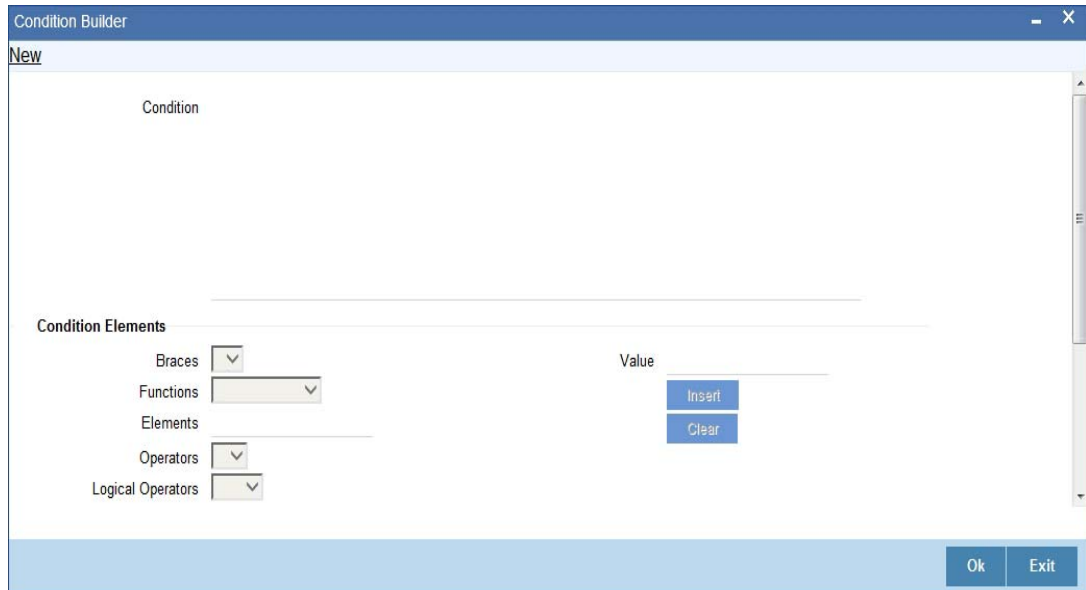 Condition Builder
New
Condition
Condition Elements
Braces
Value
Functions
Insert
Elements
Clear
Operators
Logical Operators
Ok Exit